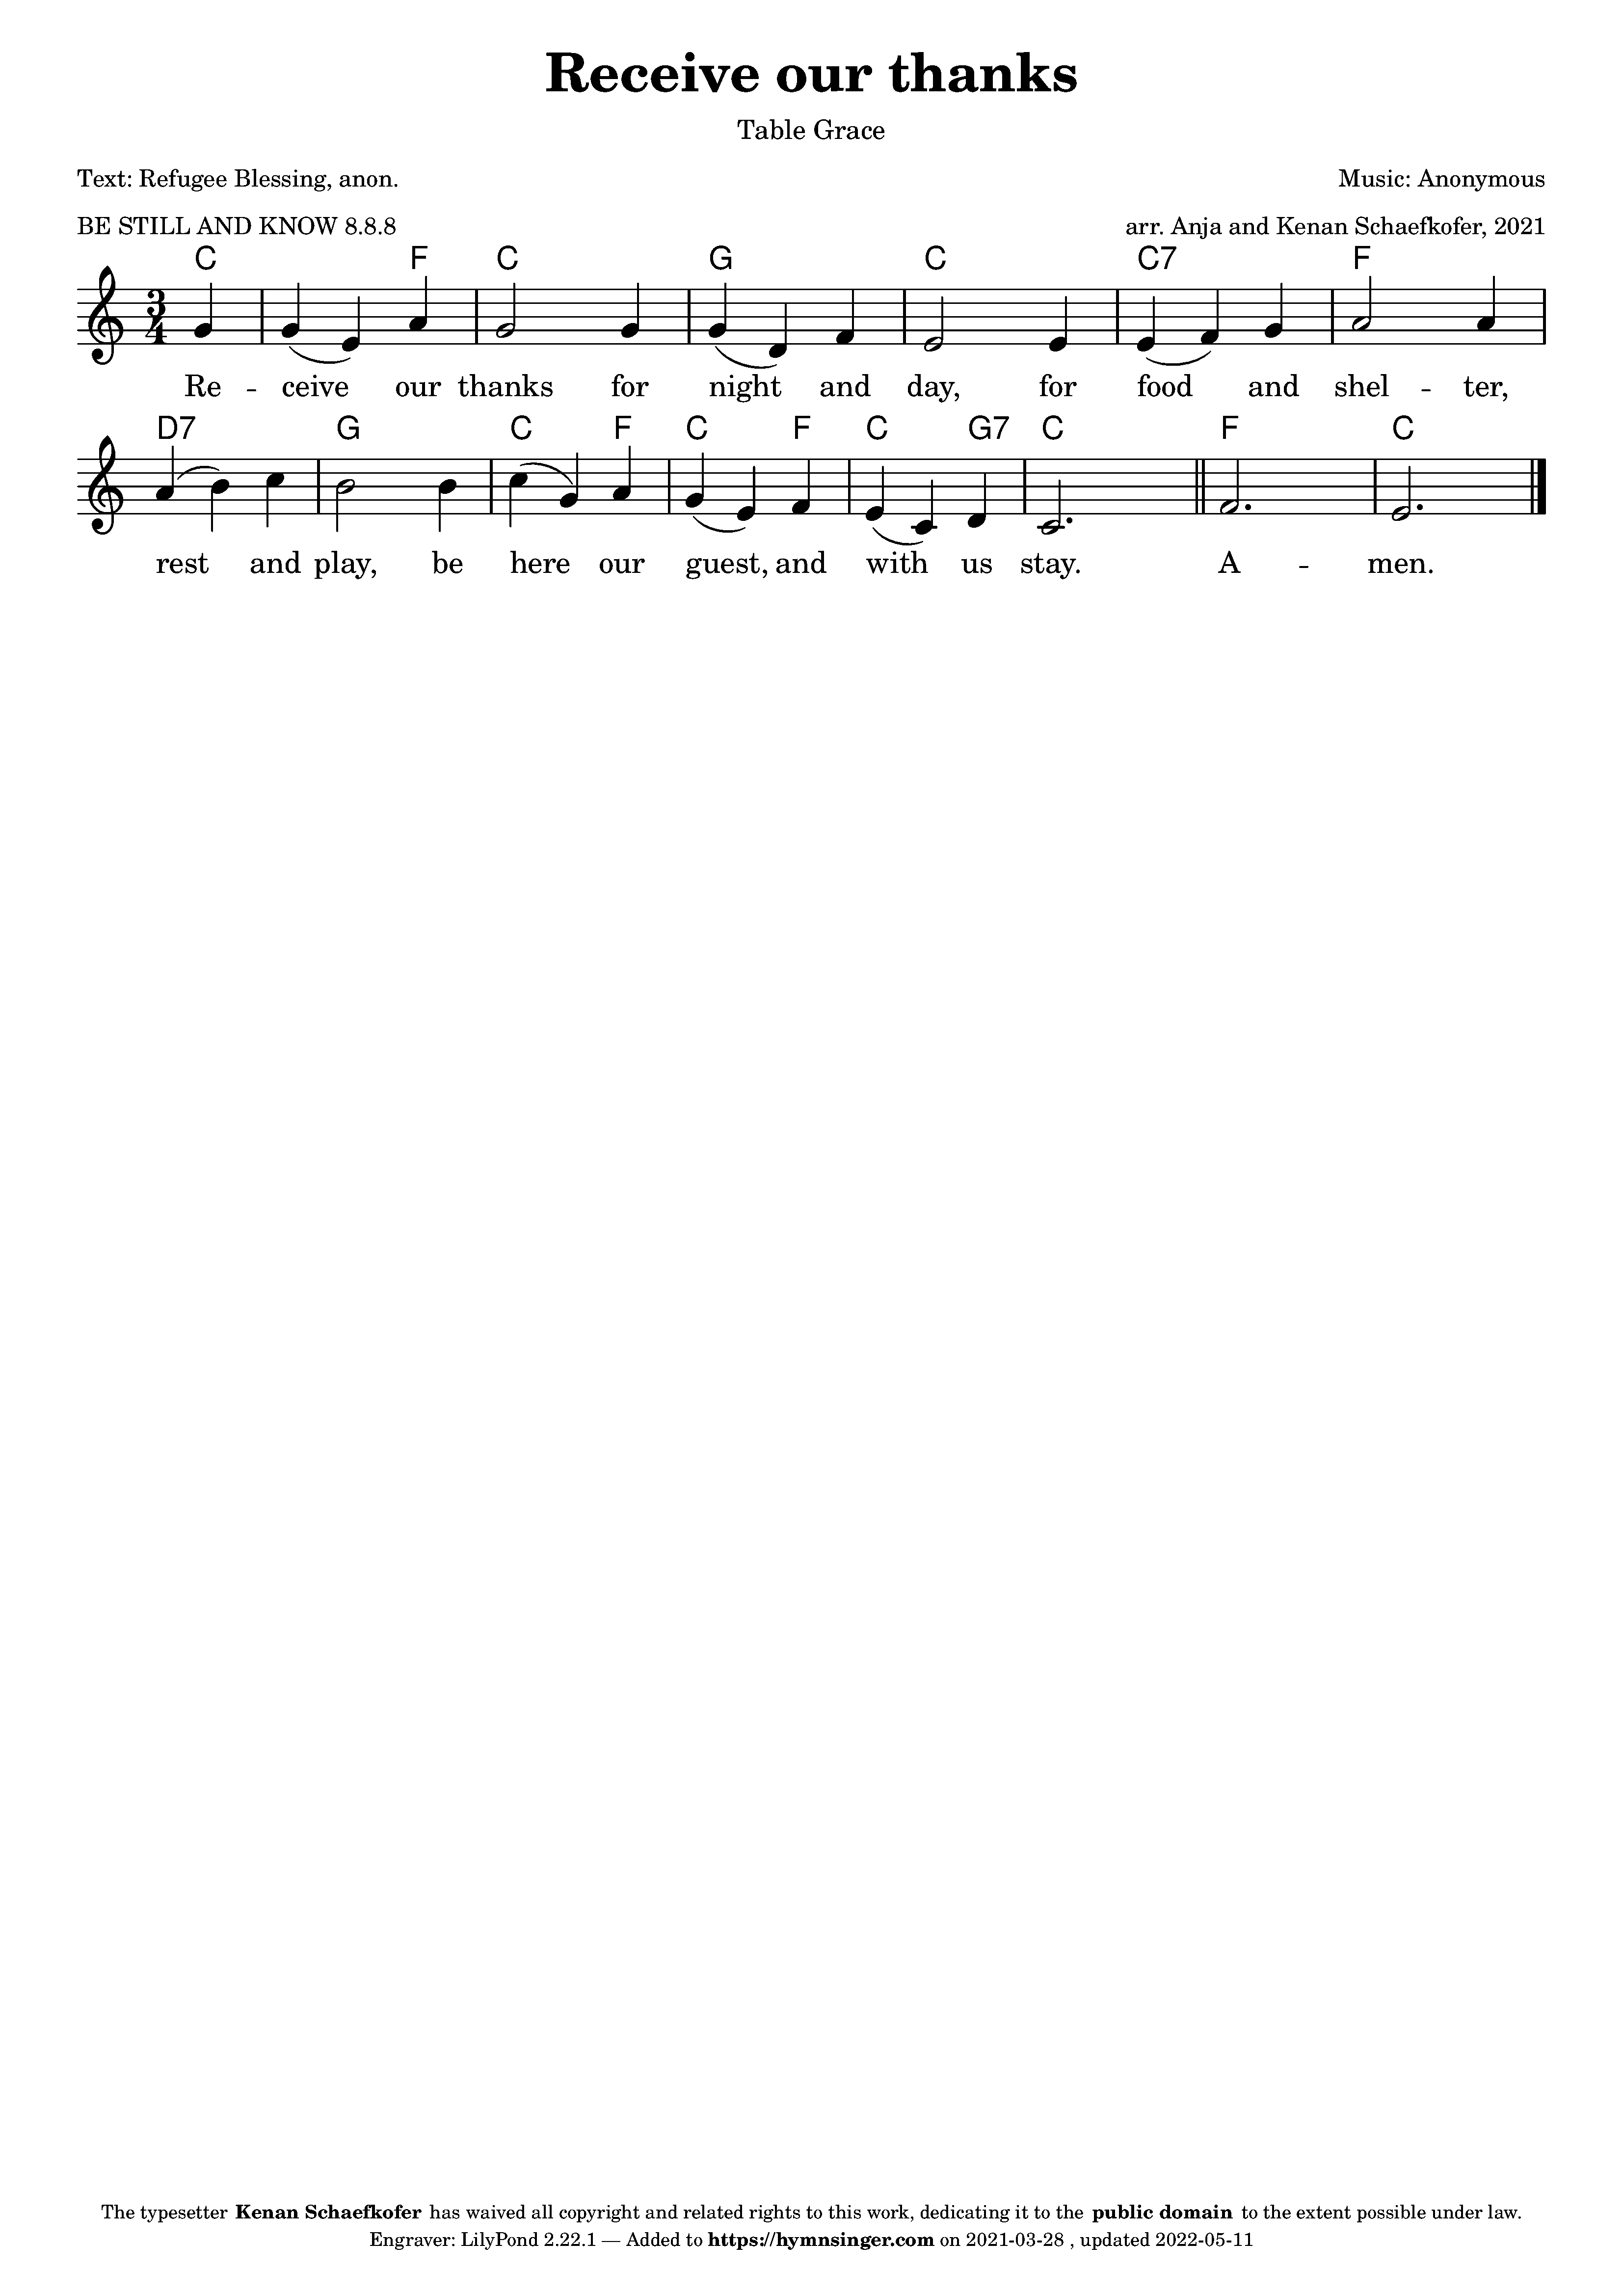 Receive our thanks
Table Grace
Text: Refugee Blessing, anon. Music: Anonymous
BE STILL AND KNOW 8.8.8 arr. Anja and Kenan Schaefkofer, 2021
C F C G C C7 F
3
4
Re -- ceive our thanks for night and day, for food and shel -- ter,
D7 G C F C F C G7 C F C
rest and play, be here our guest, and with us stay. A -- men.
The typesetter Kenan Schaefkofer has waived all copyright and related rights to this work, dedicating it to the public domain to the extent possible under law.
Engraver: LilyPond 2.22.1 — Added to https://hymnsinger.com on 2021-03-28 , updated 2022-05-11